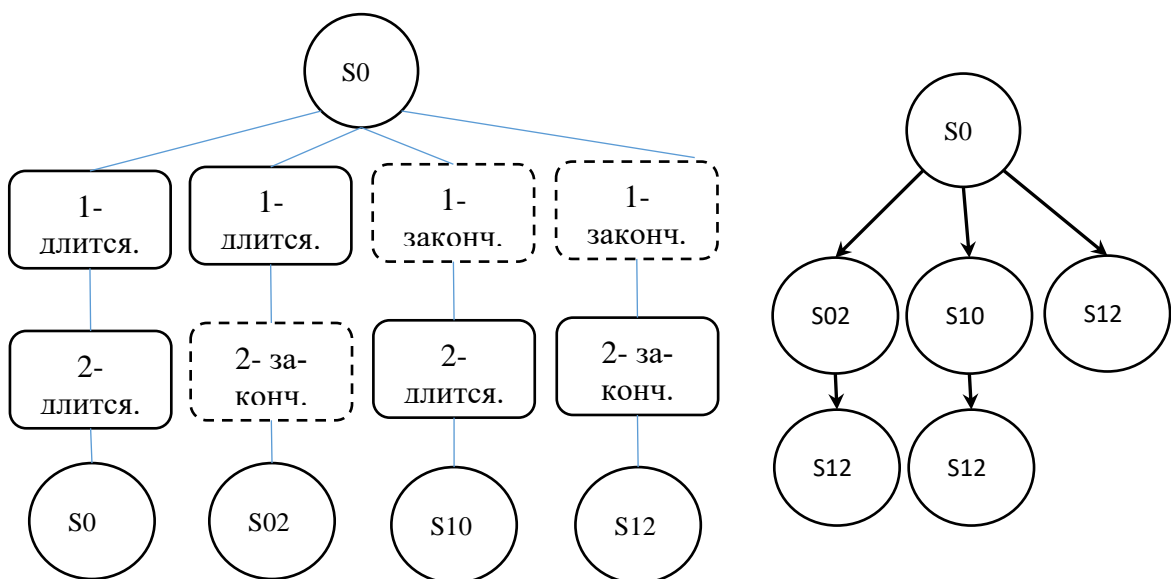 S0
1-
длится.
1-
длится.
1-
законч.
1-
законч.
2-
длится.
2- за-
конч.
2-
длится.
2- за-
конч.
S0
S02
S10
S12
S0
S02
S10
S12
S12
S12